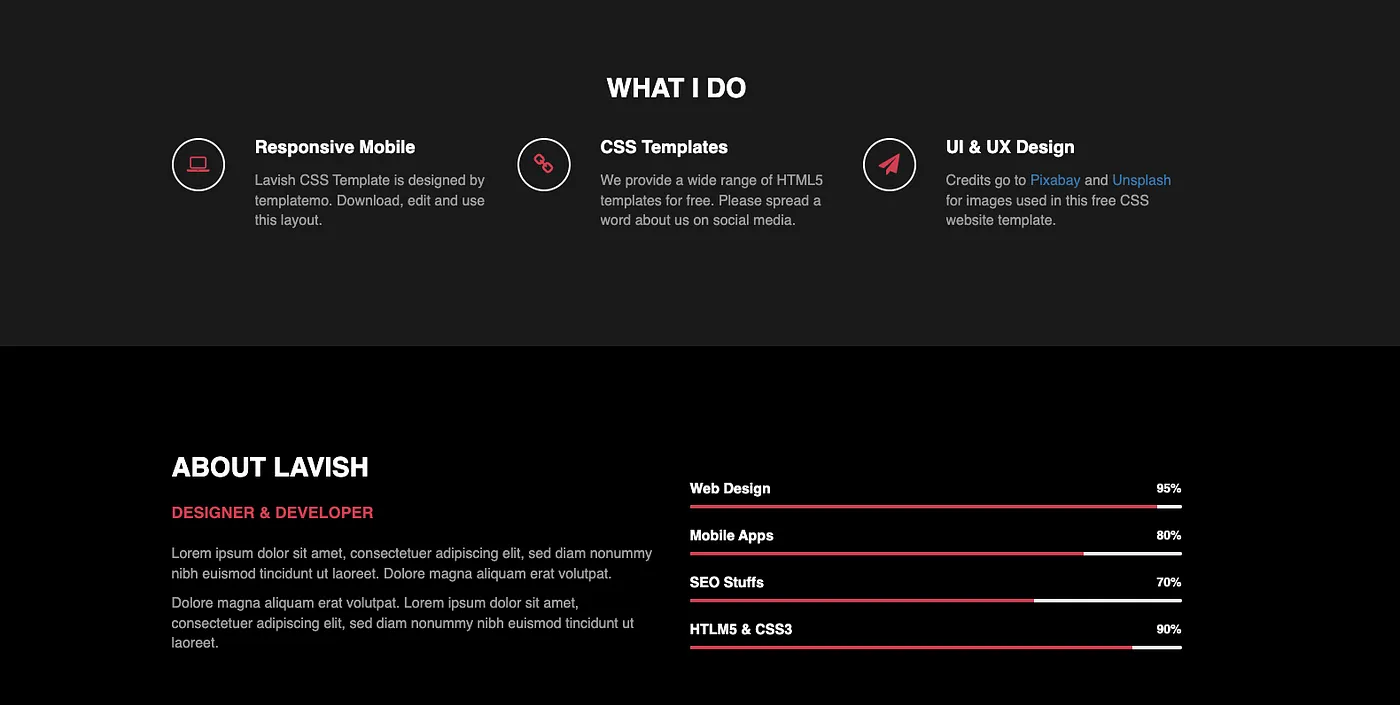 WHAT I DO
Responsive Mobile
Lavish CSS Template is designed by
templatemo. Download, edit and use
this layout.
CSS Templates
We provide a wide range of HTML5
templates for free. Please spread a
word about us on social media.
UI & UX Design
Credits go to Pixabay and Unsplash
for images used in this free CSS
website template.
ABOUT LAVISH
DESIGNER & DEVELOPER
Lorem ipsum dolor sit amet, consectetuer adipiscing elit, sed diam nonummy
nibh euismod tincidunt ut laoreet. Dolore magna aliquam erat volutpat.
Dolore magna aliquam erat volutpat. Lorem ipsum dolor sit amet,
consectetuer adipiscing elit, sed diam nonummy nibh euismod tincidunt ut
laoreet.
Web Design 95%
Mobile Apps 80%
SEO Stuffs 70%
HTLM5 & CSS3 90%